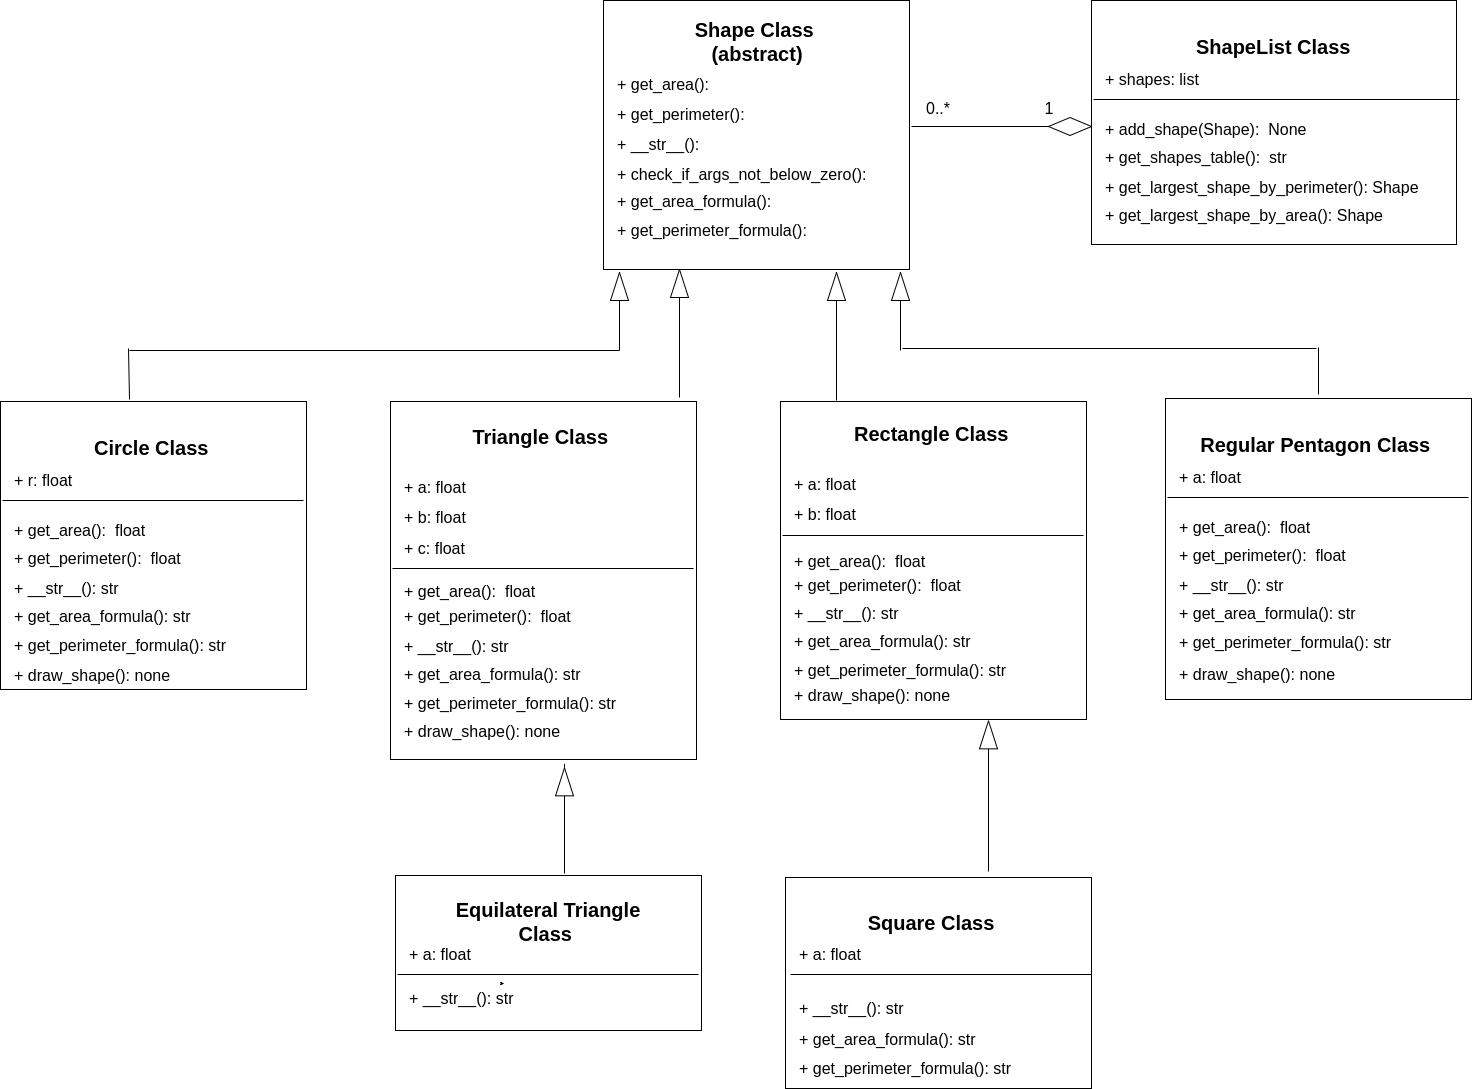 Shape Class
(abstract)
+ get_area():
+ get_perimeter():
+ __str__():
+ check_if_args_not_below_zero():
+ get_area_formula():
+ get_perimeter_formula():
0..*
1
ShapeList Class
+ shapes: list
+ add_shape(Shape): None
+ get_shapes_table(): str
+ get_largest_shape_by_perimeter(): Shape
+ get_largest_shape_by_area(): Shape
Circle Class
+ r: float
+ get_area(): float
+ get_perimeter(): float
+ __str__(): str
+ get_area_formula(): str
+ get_perimeter_formula(): str
+ draw_shape(): none
Triangle Class
+ a: float
+ b: float
+ c: float
+ get_area(): float
+ get_perimeter(): float
+ __str__(): str
+ get_area_formula(): str
+ get_perimeter_formula(): str
+ draw_shape(): none
Rectangle Class
+ a: float
+ b: float
+ get_area(): float
+ get_perimeter(): float
+ __str__(): str
+ get_area_formula(): str
+ get_perimeter_formula(): str
+ draw_shape(): none
Regular Pentagon Class
+ a: float
+ get_area(): float
+ get_perimeter(): float
+ __str__(): str
+ get_area_formula(): str
+ get_perimeter_formula(): str
+ draw_shape(): none
Equilateral Triangle
Class
+ a: float
+ __str__(): str
Square Class
+ a: float
+ __str__(): str
+ get_area_formula(): str
+ get_perimeter_formula(): str